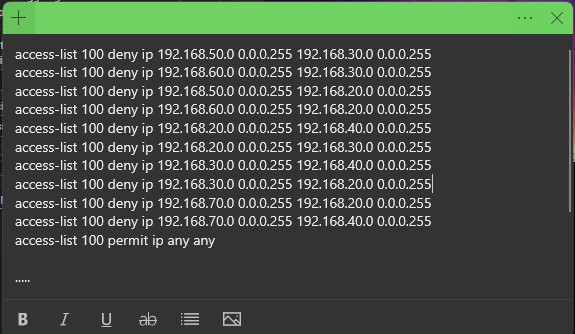 access-list 100 deny ip 192.168.50.0 0.0.0.255 192.168.30.0 0.0.0.255
access-list 100 deny ip 192.168.60.0 0.0.0.255 192.168.30.0 0.0.0.255
access-list 100 deny ip 192.168.50.0 0.0.0.255 192.168.20.0 0.0.0.255
access-list 100 deny ip 192.168.60.0 0.0.0.255 192.168.20.0 0.0.0.255
access-list 100 deny ip 192.168.20.0 0.0.0.255 192.168.40.0 0.0.0.255
access-list 100 deny ip 192.168.20.0 0.0.0.255 192.168.30.0 0.0.0.255
access-list 100 deny ip 192.168.30.0 0.0.0.255 192.168.40.0 0.0.0.255
access-list 100 deny ip 192.168.30.0 0.0.0.255 192.168.20.0 0.0.0.255
access-list 100 deny ip 192.168.70.0 0.0.0.255 192.168.20.0 0.0.0.255
access-list 100 deny ip 192.168.70.0 0.0.0.255 192.168.40.0 0.0.0.255
access-list 100 permit ip any any
.....
B I U ab